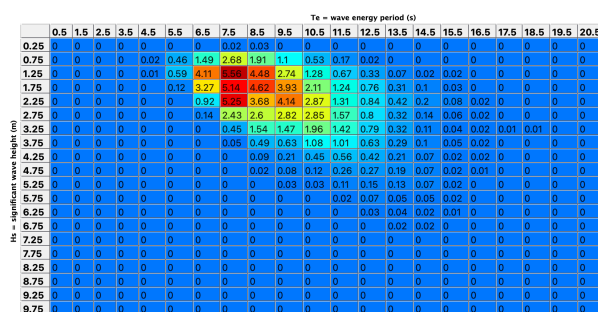 Te = wave energy period (s)
0.5 1.5 2.5 3.5 4.5 5.5 6.5 7.5 8.5 9.5 10.5 11.5 12.5 13.5 14.5 15.5 16.5 17.5 18.5 19.5 20.5
Hs = significant wave height (m)
0.25 0 0 0 0 0 0 0 0.02 0.03 0 0 0 0 0 0 0 0 0 0 0 0
0.75 0 0 0 0 0.02 0.46 1.49 2.68 1.91 1.1 0.53 0.17 0.02 0 0 0 0 0 0 0 0
1.25 0 0 0 0 0.01 0.59 4.11 5.56 4.48 2.74 1.28 0.67 0.33 0.07 0.02 0.02 0 0 0 0 0
1.75 0 0 0 0 0 0.12 3.27 5.14 4.62 3.93 2.11 1.24 0.76 0.31 0.1 0.03 0 0 0 0 0
2.25 0 0 0 0 0 0 0.92 5.25 3.68 4.14 2.87 1.31 0.84 0.42 0.2 0.08 0.02 0 0 0 0
2.75 0 0 0 0 0 0 0.14 2.43 2.6 2.82 2.85 1.57 0.8 0.32 0.14 0.06 0.02 0 0 0 0
3.25 0 0 0 0 0 0 0 0.45 1.54 1.47 1.96 1.42 0.79 0.32 0.11 0.04 0.02 0.01 0.01 0 0
3.75 0 0 0 0 0 0 0 0.05 0.49 0.63 1.08 1.01 0.63 0.29 0.1 0.05 0.02 0 0 0 0
4.25 0 0 0 0 0 0 0 0 0.09 0.21 0.45 0.56 0.42 0.21 0.07 0.02 0.02 0 0 0 0
4.75 0 0 0 0 0 0 0 0 0.02 0.08 0.12 0.26 0.27 0.19 0.07 0.02 0.01 0 0 0 0
5.25 0 0 0 0 0 0 0 0 0 0.03 0.03 0.11 0.15 0.13 0.07 0.02 0 0 0 0 0
5.75 0 0 0 0 0 0 0 0 0 0 0 0.02 0.07 0.05 0.05 0.02 0 0 0 0 0
6.25 0 0 0 0 0 0 0 0 0 0 0 0 0.03 0.04 0.02 0.01 0 0 0 0 0
6.75 0 0 0 0 0 0 0 0 0 0 0 0 0 0.02 0.02 0 0 0 0 0 0
7.25 0 0 0 0 0 0 0 0 0 0 0 0 0 0 0 0 0 0 0 0 0
7.75 0 0 0 0 0 0 0 0 0 0 0 0 0 0 0 0 0 0 0 0 0
8.25 0 0 0 0 0 0 0 0 0 0 0 0 0 0 0 0 0 0 0 0 0
8.75 0 0 0 0 0 0 0 0 0 0 0 0 0 0 0 0 0 0 0 0 0
9.25 0 0 0 0 0 0 0 0 0 0 0 0 0 0 0 0 0 0 0 0 0
9.75 0 0 0 0 0 0 0 0 0 0 0 0 0 0 0 0 0 0 0 0 0